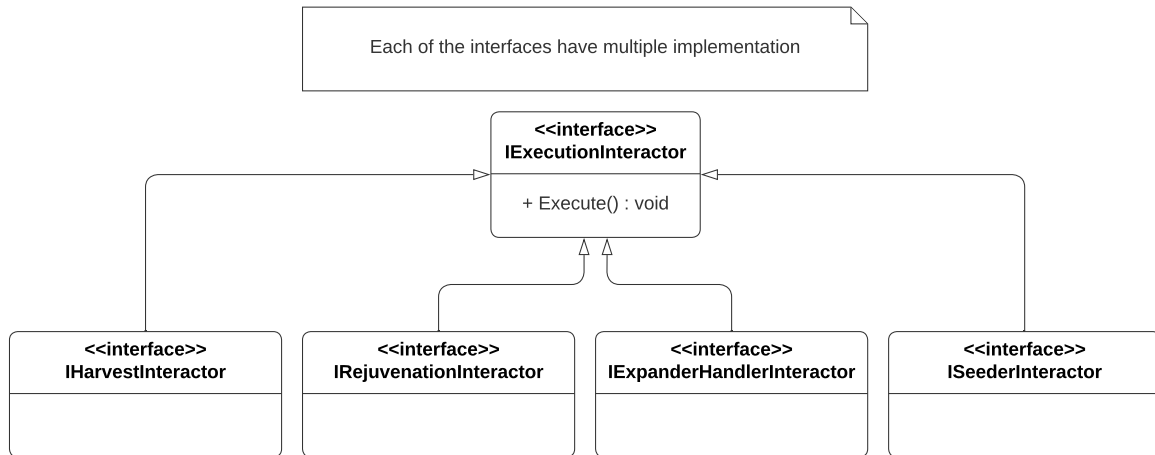 Each of the interfaces have multiple implementation
<<interface>>
IExecutionInteractor
+ Execute() : void
<<interface>>
IHarvestInteractor
<<interface>>
IRejuvenationInteractor
<<interface>>
IExpanderHandlerInteractor
<<interface>>
ISeederInteractor